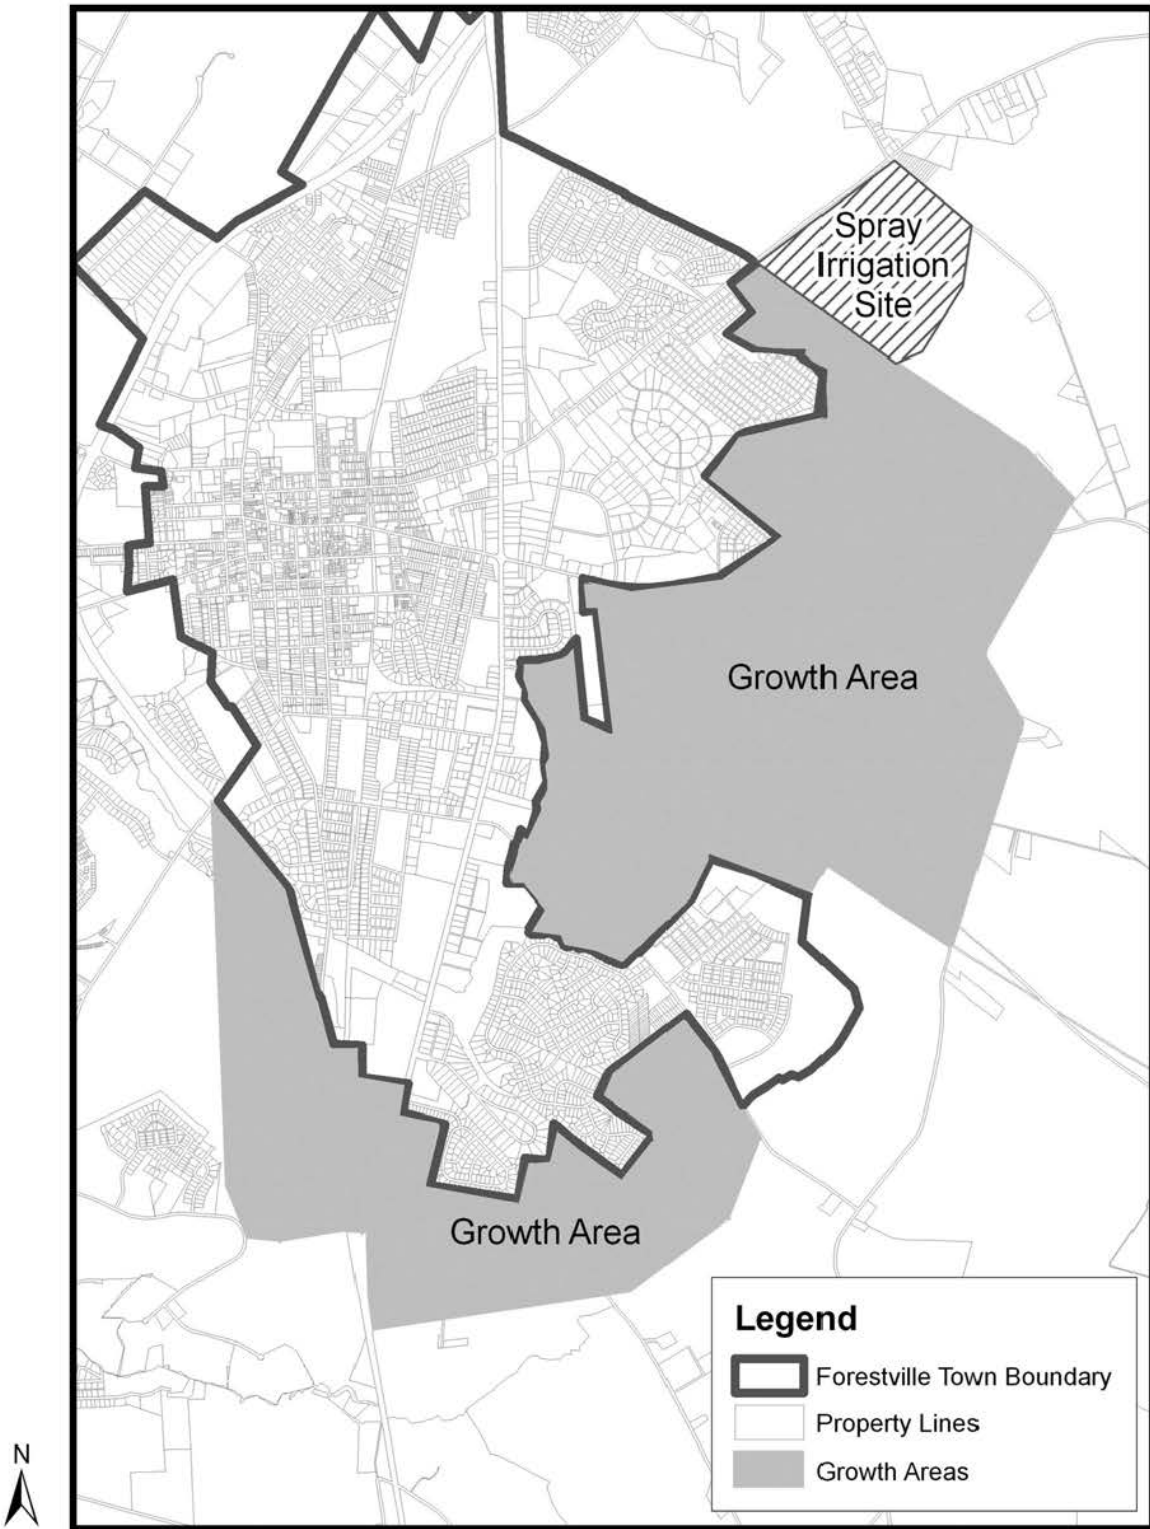 Spray
Irrigation
Site
Growth Area
Growth Area
Legend
Forestville Town Boundary
Property Lines
Growth Areas
N